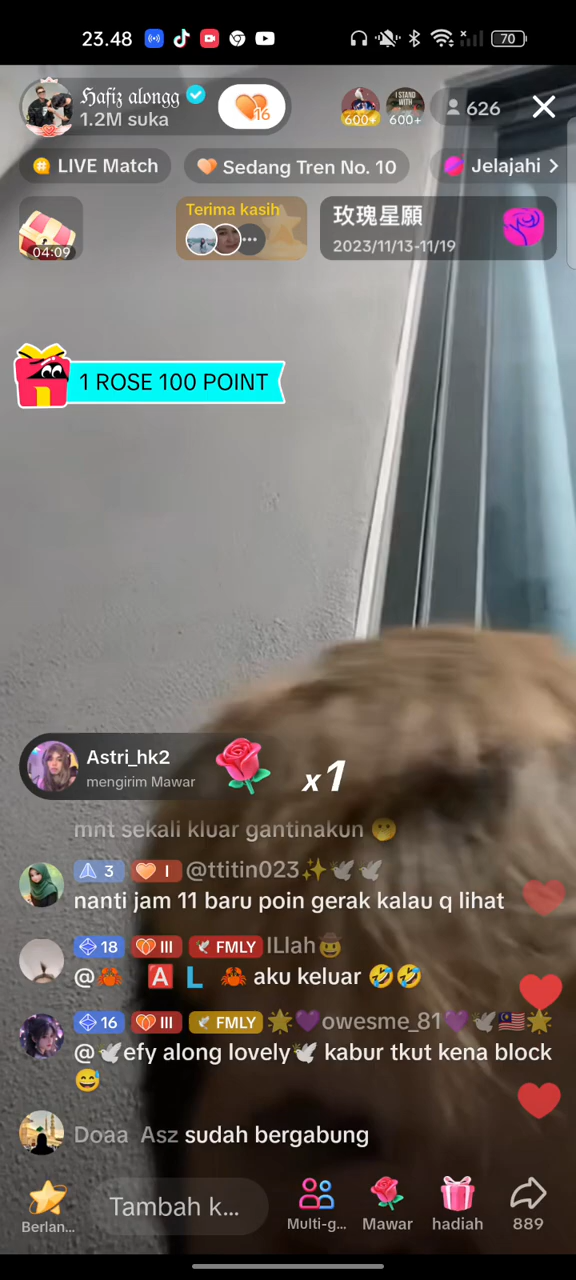 23.48
70
ℌafiz alongg
1.2M suka
16
600+
I STAND WITH
600+
626
LIVE Match
Sedang Tren No. 10
Jelajahi
04:09
Terima kasih
玫瑰星願
2023/11/13-11/19
1 ROSE 100 POINT
Astri_hk2
mengirim Mawar
x1
mnt sekali kluar gantinakun 😶
3 I @ttitin023✨🕊️🕊️
nanti jam 11 baru poin gerak kalau q lihat
18 III FMLY ILlah🤠
@🦀 🅰️ L 🦀 aku keluar 🤣🤣
16 III FMLY 🌟💜owesme_81💜🕊️🇲🇾🌟
@🕊️efy along lovely🕊️ kabur tkut kena block
😅
Doaa Asz sudah bergabung
Berlan...
Tambah k...
Multi-g...
Mawar
hadiah
889